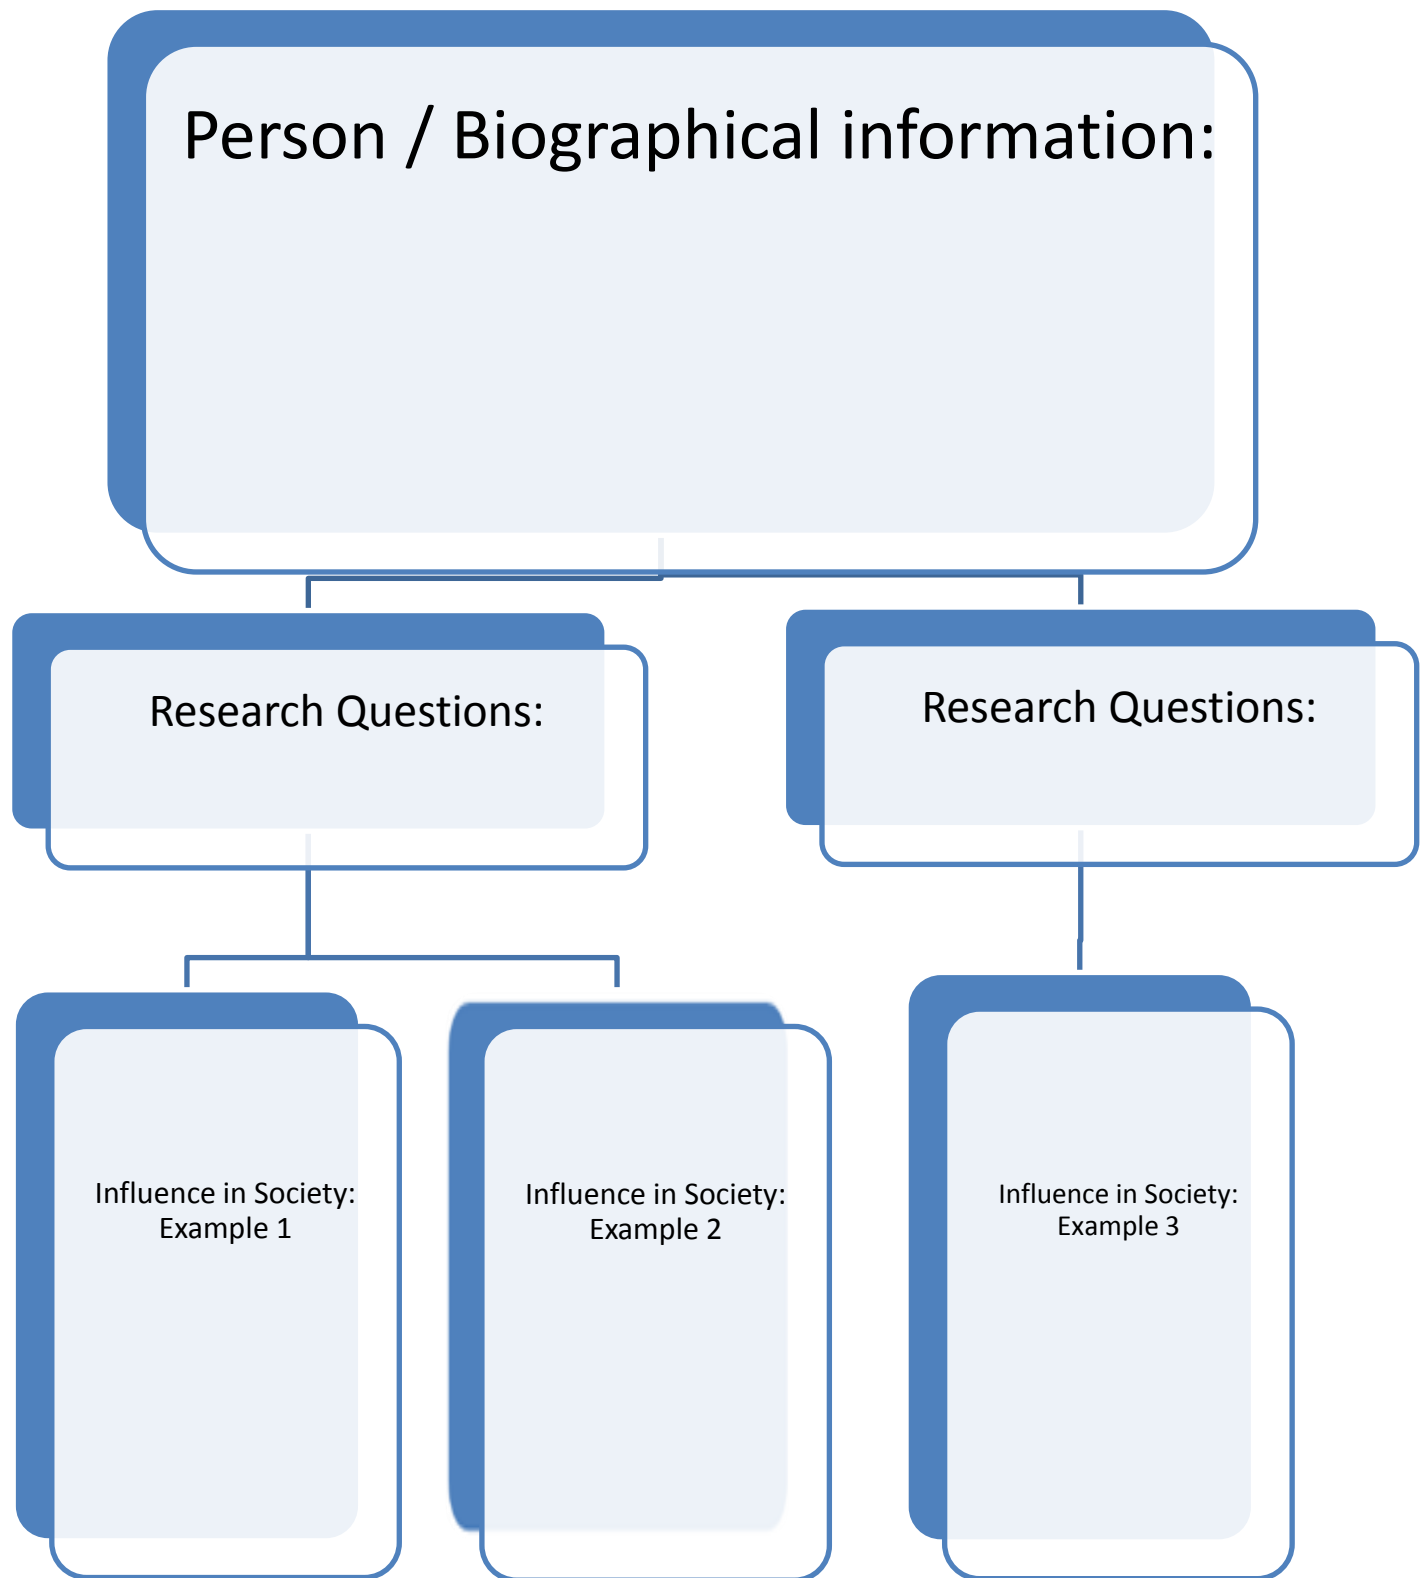 Person / Biographical information:
Research Questions:
Research Questions:
Influence in Society:
Example 1
Influence in Society:
Example 2
Influence in Society:
Example 3